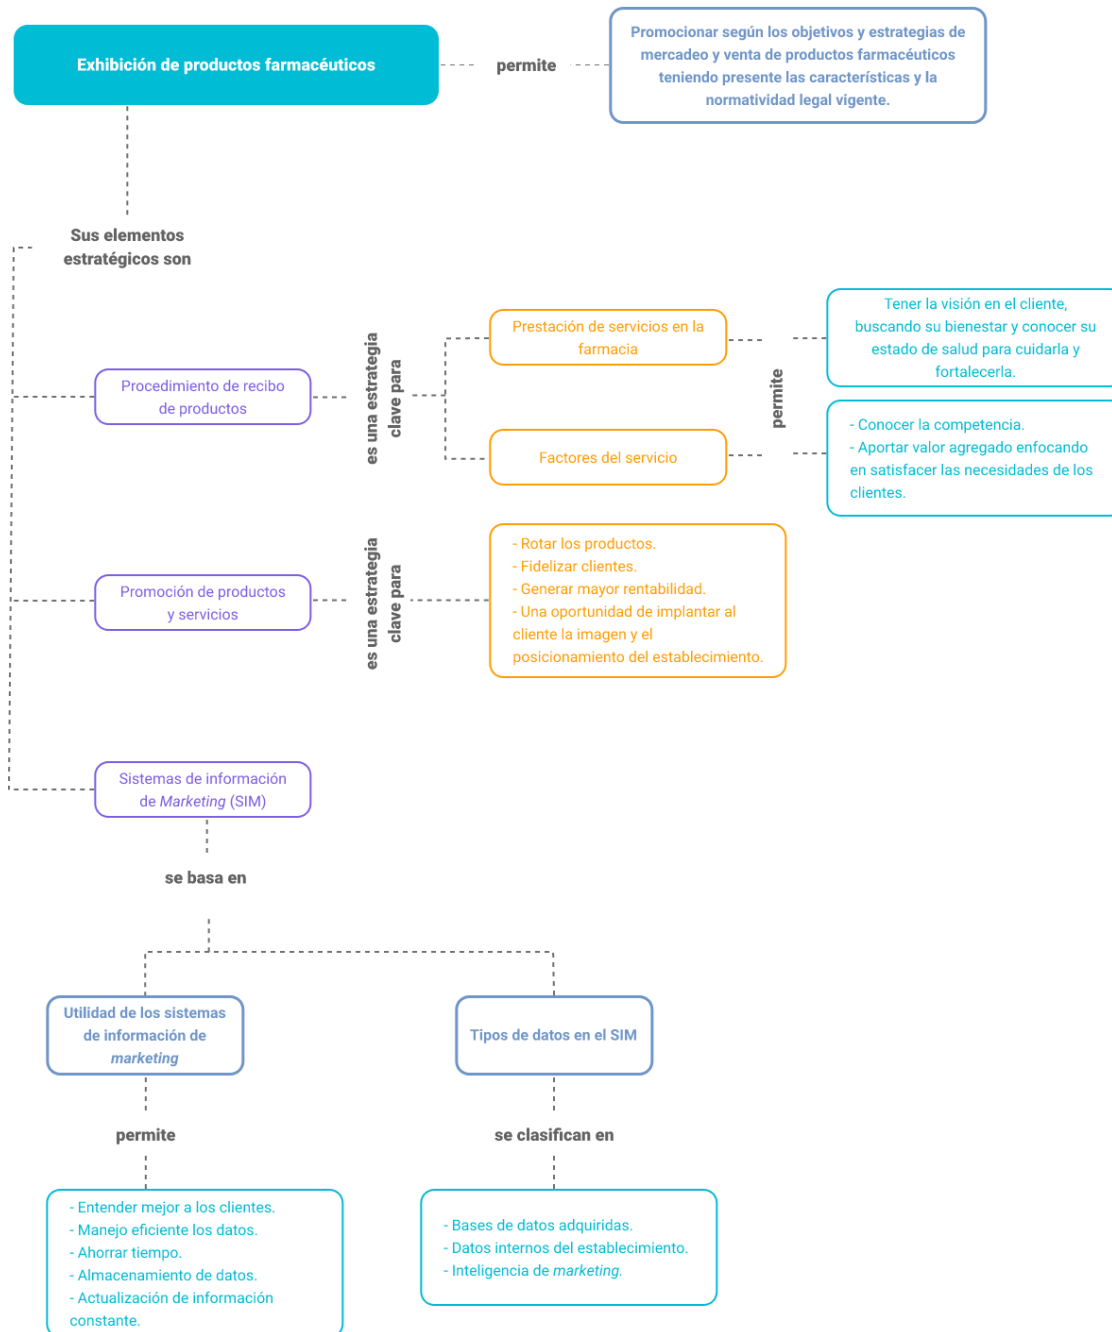 Exhibición de productos farmacéuticos
permite
Promocionar según los objetivos y estrategias de
mercadeo y venta de productos farmacéuticos
teniendo presente las características y la
normatividad legal vigente.
Sus elementos
estratégicos son
Procedimiento de recibo
de productos
es una estrategia
clave para
Prestación de servicios en la
farmacia
Factores del servicio
permite
Tener la visión en el cliente,
buscando su bienestar y conocer su
estado de salud para cuidarla y
fortalecerla.
- Conocer la competencia.
- Aportar valor agregado enfocando
en satisfacer las necesidades de los
clientes.
Promoción de productos
y servicios
es una estrategia
clave para
- Rotar los productos.
- Fidelizar clientes.
- Generar mayor rentabilidad.
- Una oportunidad de implantar al
cliente la imagen y el
posicionamiento del establecimiento.
Sistemas de información
de Marketing (SIM)
se basa en
Utilidad de los sistemas
de información de
marketing
permite
- Entender mejor a los clientes.
- Manejo eficiente los datos.
- Ahorrar tiempo.
- Almacenamiento de datos.
- Actualización de información
constante.
Tipos de datos en el SIM
se clasifican en
- Bases de datos adquiridas.
- Datos internos del establecimiento.
- Inteligencia de marketing.